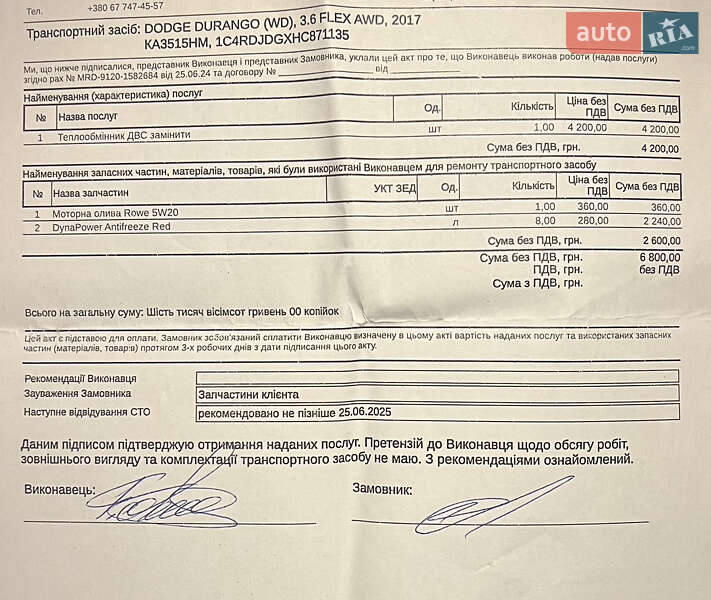 Тел. +380 67 747-45-57
auto RIA.com
Транспортний засіб: DODGE DURANGO (WD), 3.6 FLEX AWD, 2017
KA3515HM, 1C4RDJDGXHC871135
Ми, що нижче підписалися, представник Виконавця і представник Замовника, уклали цей акт про те, що Виконавець виконав роботи (надав послуги)
згідно рах № MRD-9120-1582684 від 25.06.24 та договору № ____ від ____
Найменування (характеристика) послуг
№ Назва послуг Од. Кількість Ціна без ПДВ Сума без ПДВ
1 Теплообмінник ДВС замінити шт 1,00 4 200,00 4 200,00
Сума без ПДВ, грн. 4 200,00
Найменування запасних частин, матеріалів, товарів, які були використані Виконавцем для ремонту транспортного засобу
№ Назва запчастин УКТ ЗЕД Од. Кількість Ціна без ПДВ Сума без ПДВ
1 Моторна олива Rowe 5W20 шт 1,00 360,00 360,00
2 DynaPower Antifreeze Red л 8,00 280,00 2 240,00
Сума без ПДВ, грн. 2 600,00
Сума без ПДВ, грн. 6 800,00
ПДВ, грн. без ПДВ
Сума з ПДВ, грн.
Всього на загальну суму: Шість тисяч вісімсот гривень 00 копійок
Цей акт є підставою для оплати. Замовник зобов'язаний сплатити Виконавцю визначену в цьому акті вартість наданих послуг та використаних запасних
частин (матеріалів, товарів) протягом 3-х робочих днів з дати підписання цього акту.
Рекомендації Виконавця
Зауваження Замовника Запчастини клієнта
Наступне відвідування СТО рекомендовано не пізніше 25.06.2025
Даним підписом підтверджую отримання наданих послуг. Претензій до Виконавця щодо обсягу робіт,
зовнішнього вигляду та комплектації транспортного засобу не маю. З рекомендаціями ознайомлений.
Виконавець: Замовник: